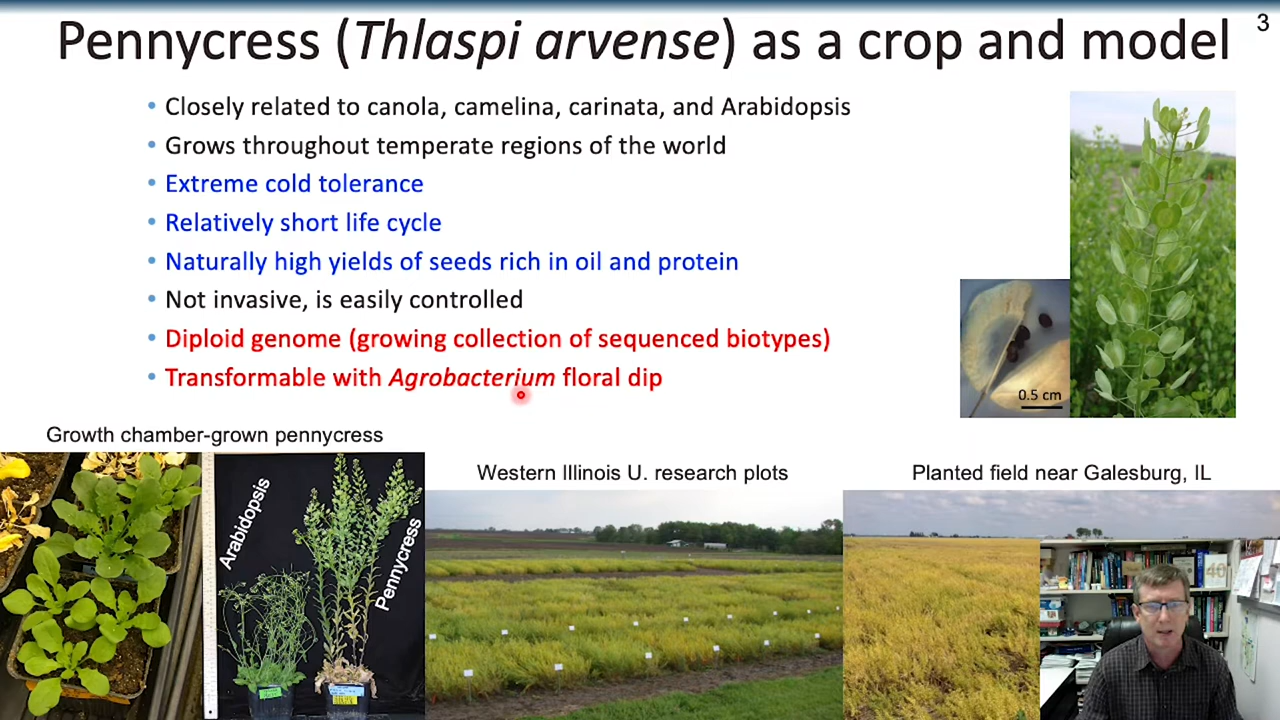 Pennycress (Thlaspi arvense) as a crop and model
3
• Closely related to canola, camelina, carinata, and Arabidopsis
• Grows throughout temperate regions of the world
• Extreme cold tolerance
• Relatively short life cycle
• Naturally high yields of seeds rich in oil and protein
• Not invasive, is easily controlled
• Diploid genome (growing collection of sequenced biotypes)
• Transformable with Agrobacterium floral dip
0.5 cm
Growth chamber-grown pennycress
Arabidopsis
Pennycress
Western Illinois U. research plots
Planted field near Galesburg, IL
40